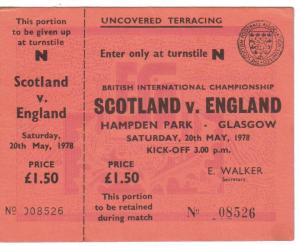 This portion
to be given up
at turnstile
N
Scotland
v.
England
Saturday,
20th May, 1978
PRICE
£1.50
Nº 08526
UNCOVERED TERRACING
Enter only at turnstile N
BRITISH INTERNATIONAL CHAMPIONSHIP
SCOTLAND v. ENGLAND
HAMPDEN PARK - GLASGOW
SATURDAY, 20th MAY, 1978
KICK-OFF 3.00 p.m.
PRICE
£1.50
E. WALKER
Secretary.
This portion
to be retained
during match
Nº 08526